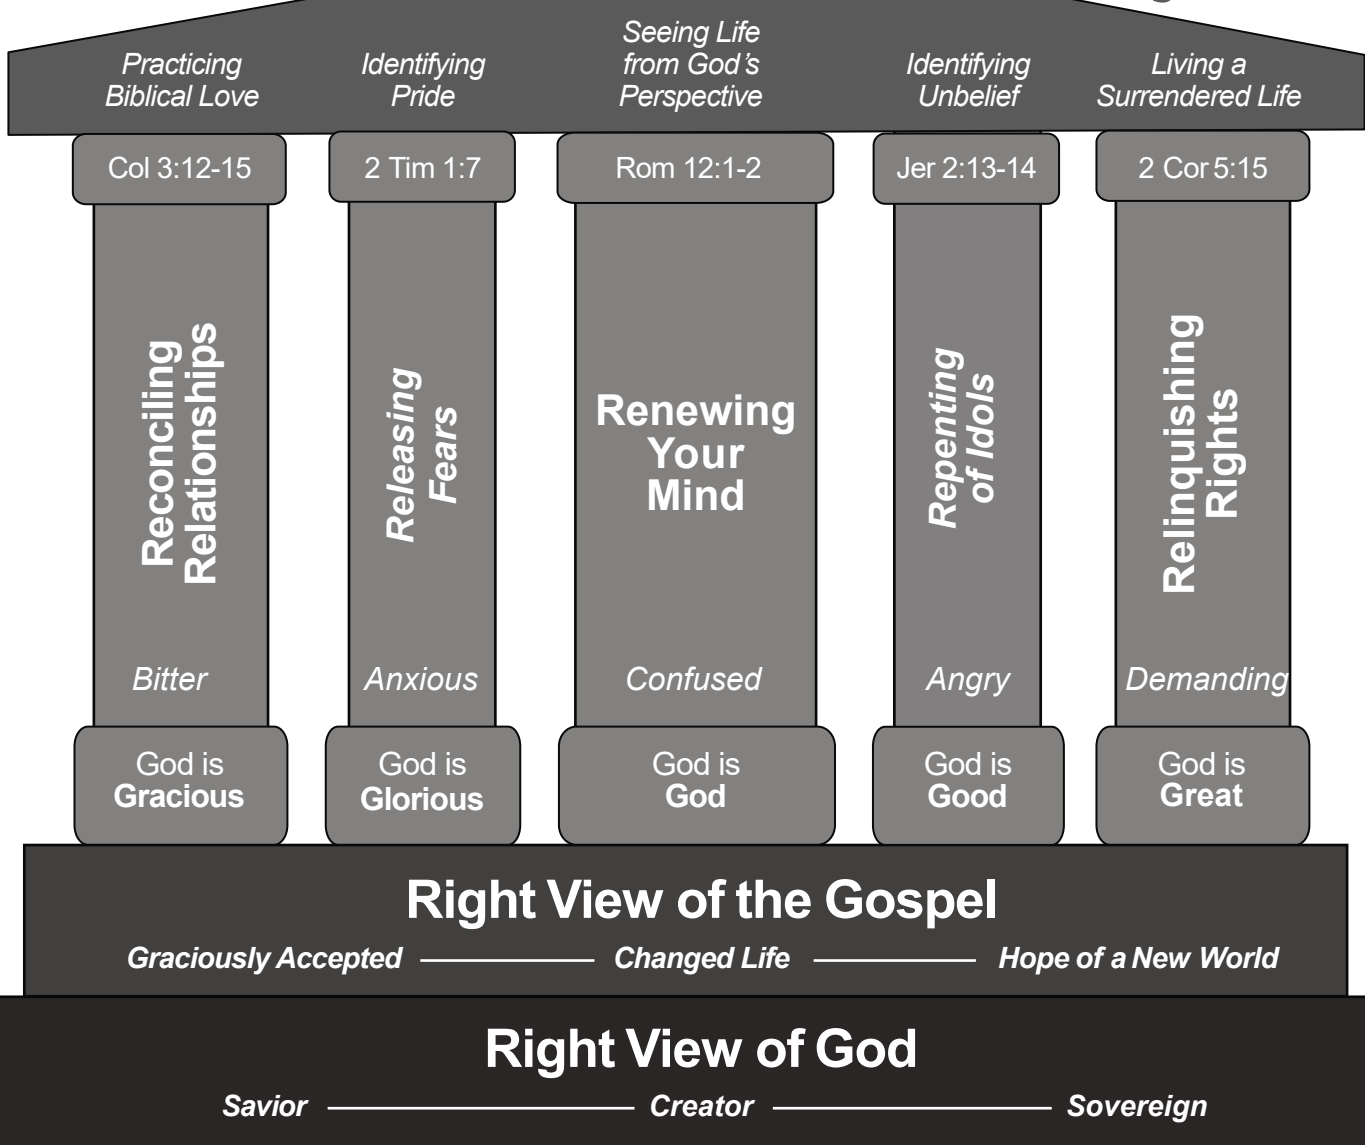 Practicing
Biblical Love
Identifying
Pride
Seeing Life
from God's
Perspective
Identifying
Unbelief
Living a
Surrendered Life
Col 3:12-15
2 Tim 1:7
Rom 12:1-2
Jer 2:13-14
2 Cor 5:15
Reconciling
Relationships
Releasing
Fears
Renewing
Your
Mind
Repenting
of Idols
Relinquishing
Rights
Bitter
Anxious
Confused
Angry
Demanding
God is
Gracious
God is
Glorious
God is
God
God is
Good
God is
Great
Right View of the Gospel
Graciously Accepted Changed Life Hope of a New World
Right View of God
Savior Creator Sovereign